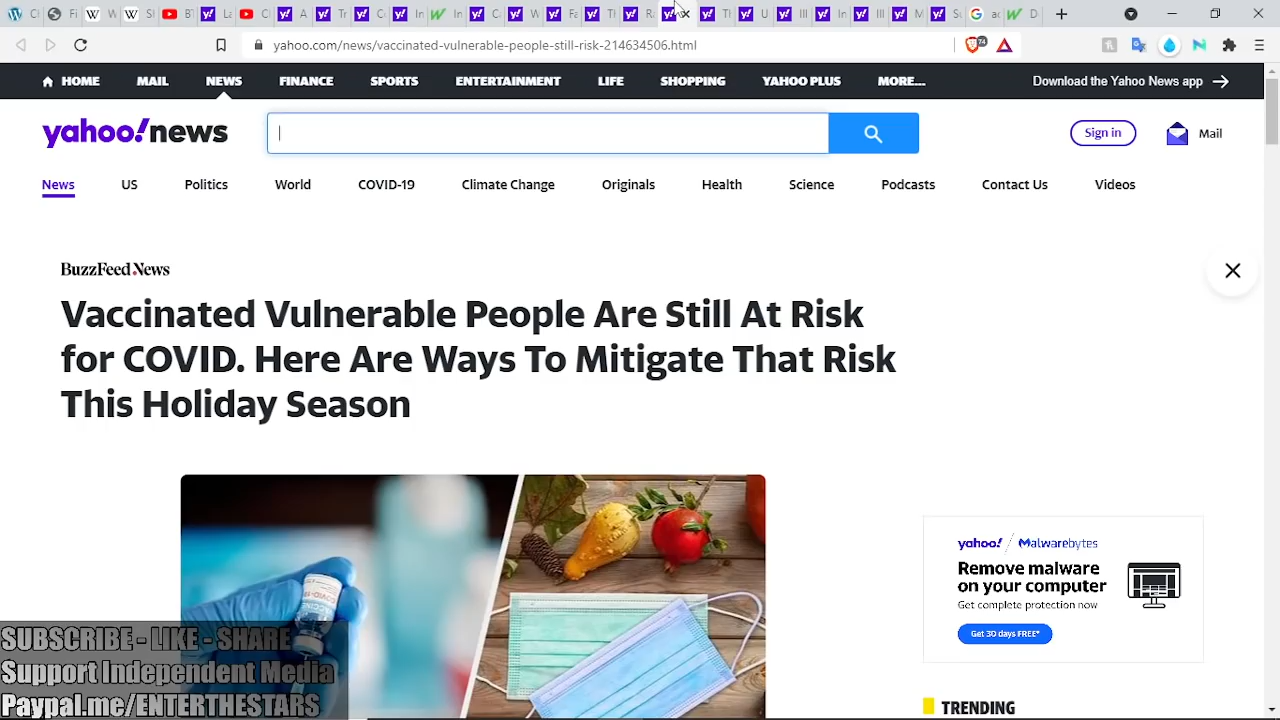 yahoo.com/news/vaccinated-vulnerable-people-still-risk-214634506.html
74
HOME MAIL NEWS FINANCE SPORTS ENTERTAINMENT LIFE SHOPPING YAHOO PLUS MORE... Download the Yahoo News app
yahoo!news
Sign in
Mail
News US Politics World COVID-19 Climate Change Originals Health Science Podcasts Contact Us Videos
BuzzFeed.News
Vaccinated Vulnerable People Are Still At Risk
for COVID. Here Are Ways To Mitigate That Risk
This Holiday Season
yahoo! / Malwarebytes
Remove malware
on your computer
Get complete protection now
Get 30 days FREE*
SUBSCRIBE - LIKE - SHARE
Support Independent Media
Paypal.me/ENTERTHESTARS
TRENDING